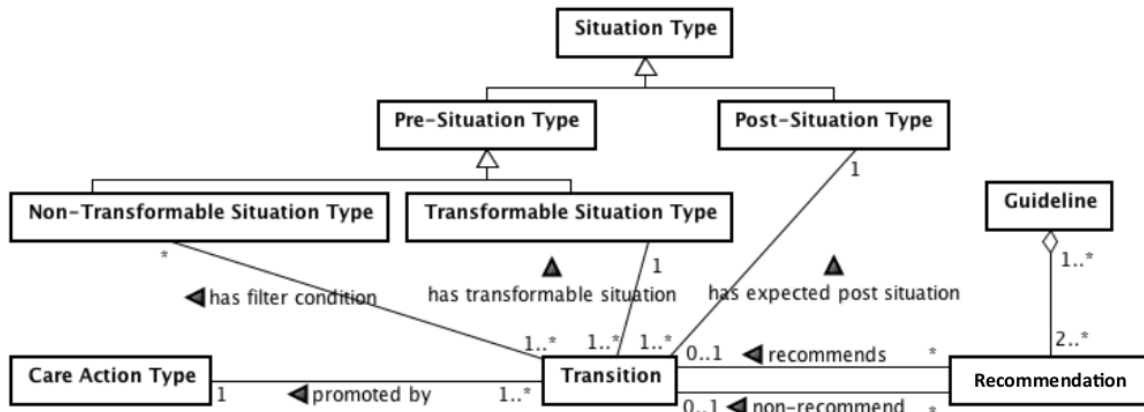 Situation Type
Pre-Situation Type
Post-Situation Type
Non-Transformable Situation Type
Transformable Situation Type
Guideline
*
1
1
1..*
has filter condition
has transformable situation
has expected post situation
1..*
1..*
1..*
2..*
Care Action Type
1
promoted by
1..*
Transition
0..1
recommends
*
Recommendation
0..1
non-recommend
*